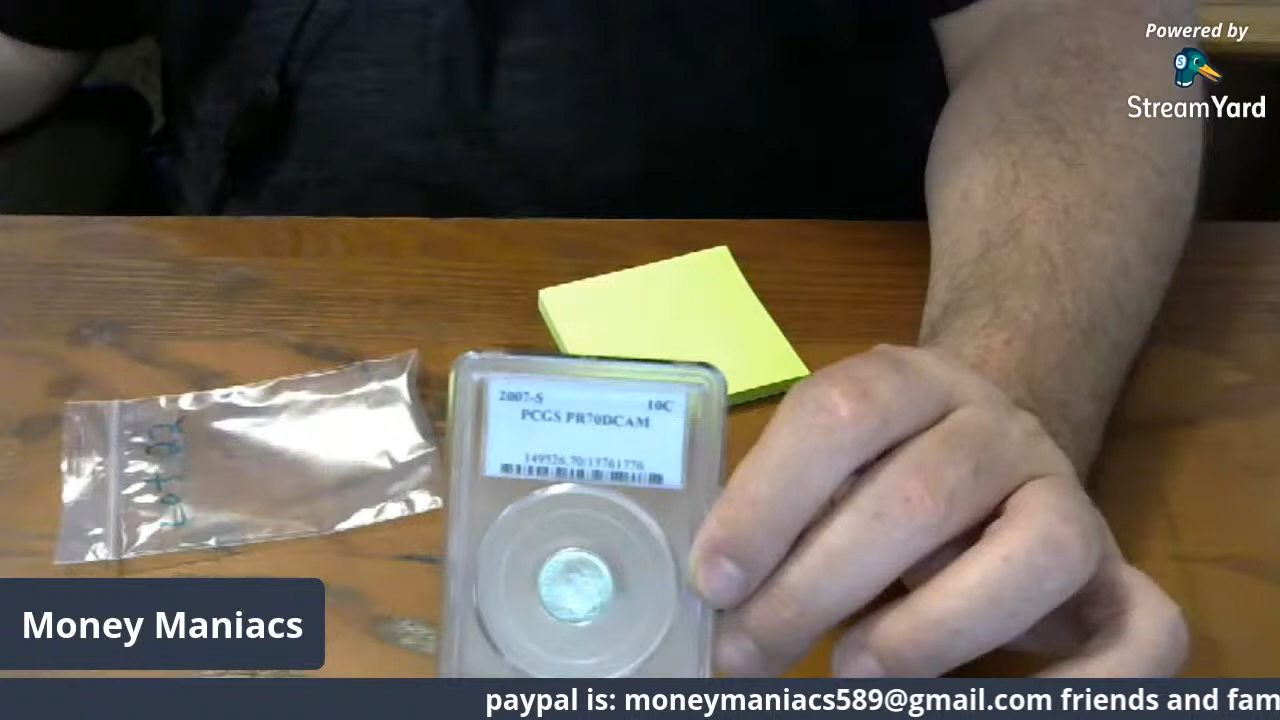 Powered by
StreamYard
2007-S 10C
PCGS PR70DCAM
Money Maniacs
paypal is: moneymaniacs589@gmail.com friends and fam